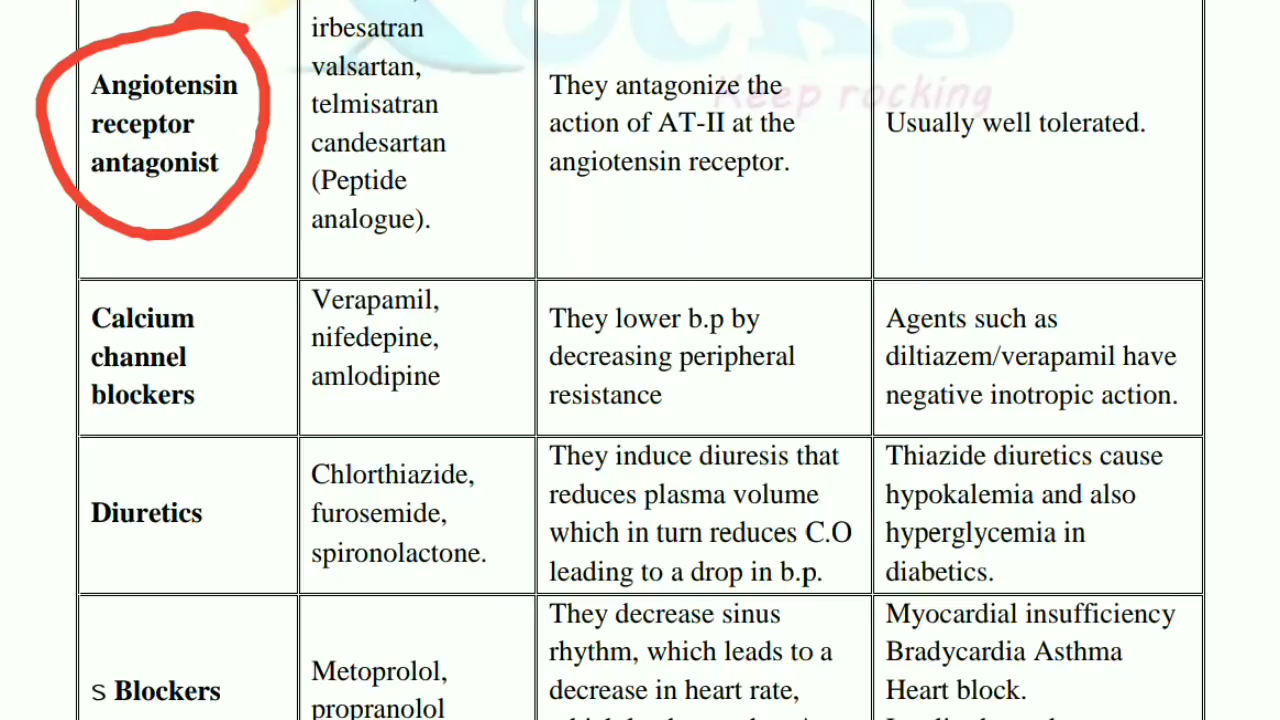 irbesatran
valsartan,
telmisatran
candesartan
(Peptide
analogue).
Angiotensin
receptor
antagonist
They antagonize the
action of AT-II at the
angiotensin receptor.
Usually well tolerated.
Keep rocking
Calcium
channel
blockers
Verapamil,
nifedepine,
amlodipine
They lower b.p by
decreasing peripheral
resistance
Agents such as
diltiazem/verapamil have
negative inotropic action.
Diuretics
Chlorthiazide,
furosemide,
spironolactone.
They induce diuresis that
reduces plasma volume
which in turn reduces C.O
leading to a drop in b.p.
Thiazide diuretics cause
hypokalemia and also
hyperglycemia in
diabetics.
s Blockers
Metoprolol,
propranolol
They decrease sinus
rhythm, which leads to a
decrease in heart rate,
Myocardial insufficiency
Bradycardia Asthma
Heart block.